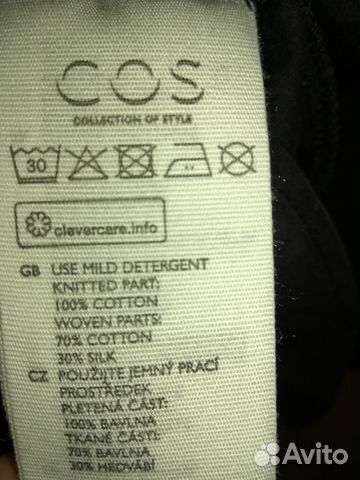 COS
COLLECTION OF STYLE
30
clevercare.info
GB USE MILD DETERGENT
KNITTED PART:
100% COTTON
WOVEN PARTS:
70% COTTON
30% SILK
CZ POUŽIJTE JEMNÝ PRACÍ
PROSTŘEDEK
PLETENÁ ČÁST:
100% BAVLNA
TKANÉ ČÁSTI:
70% BAVLNA
30% HEDVÁBÍ
Avito